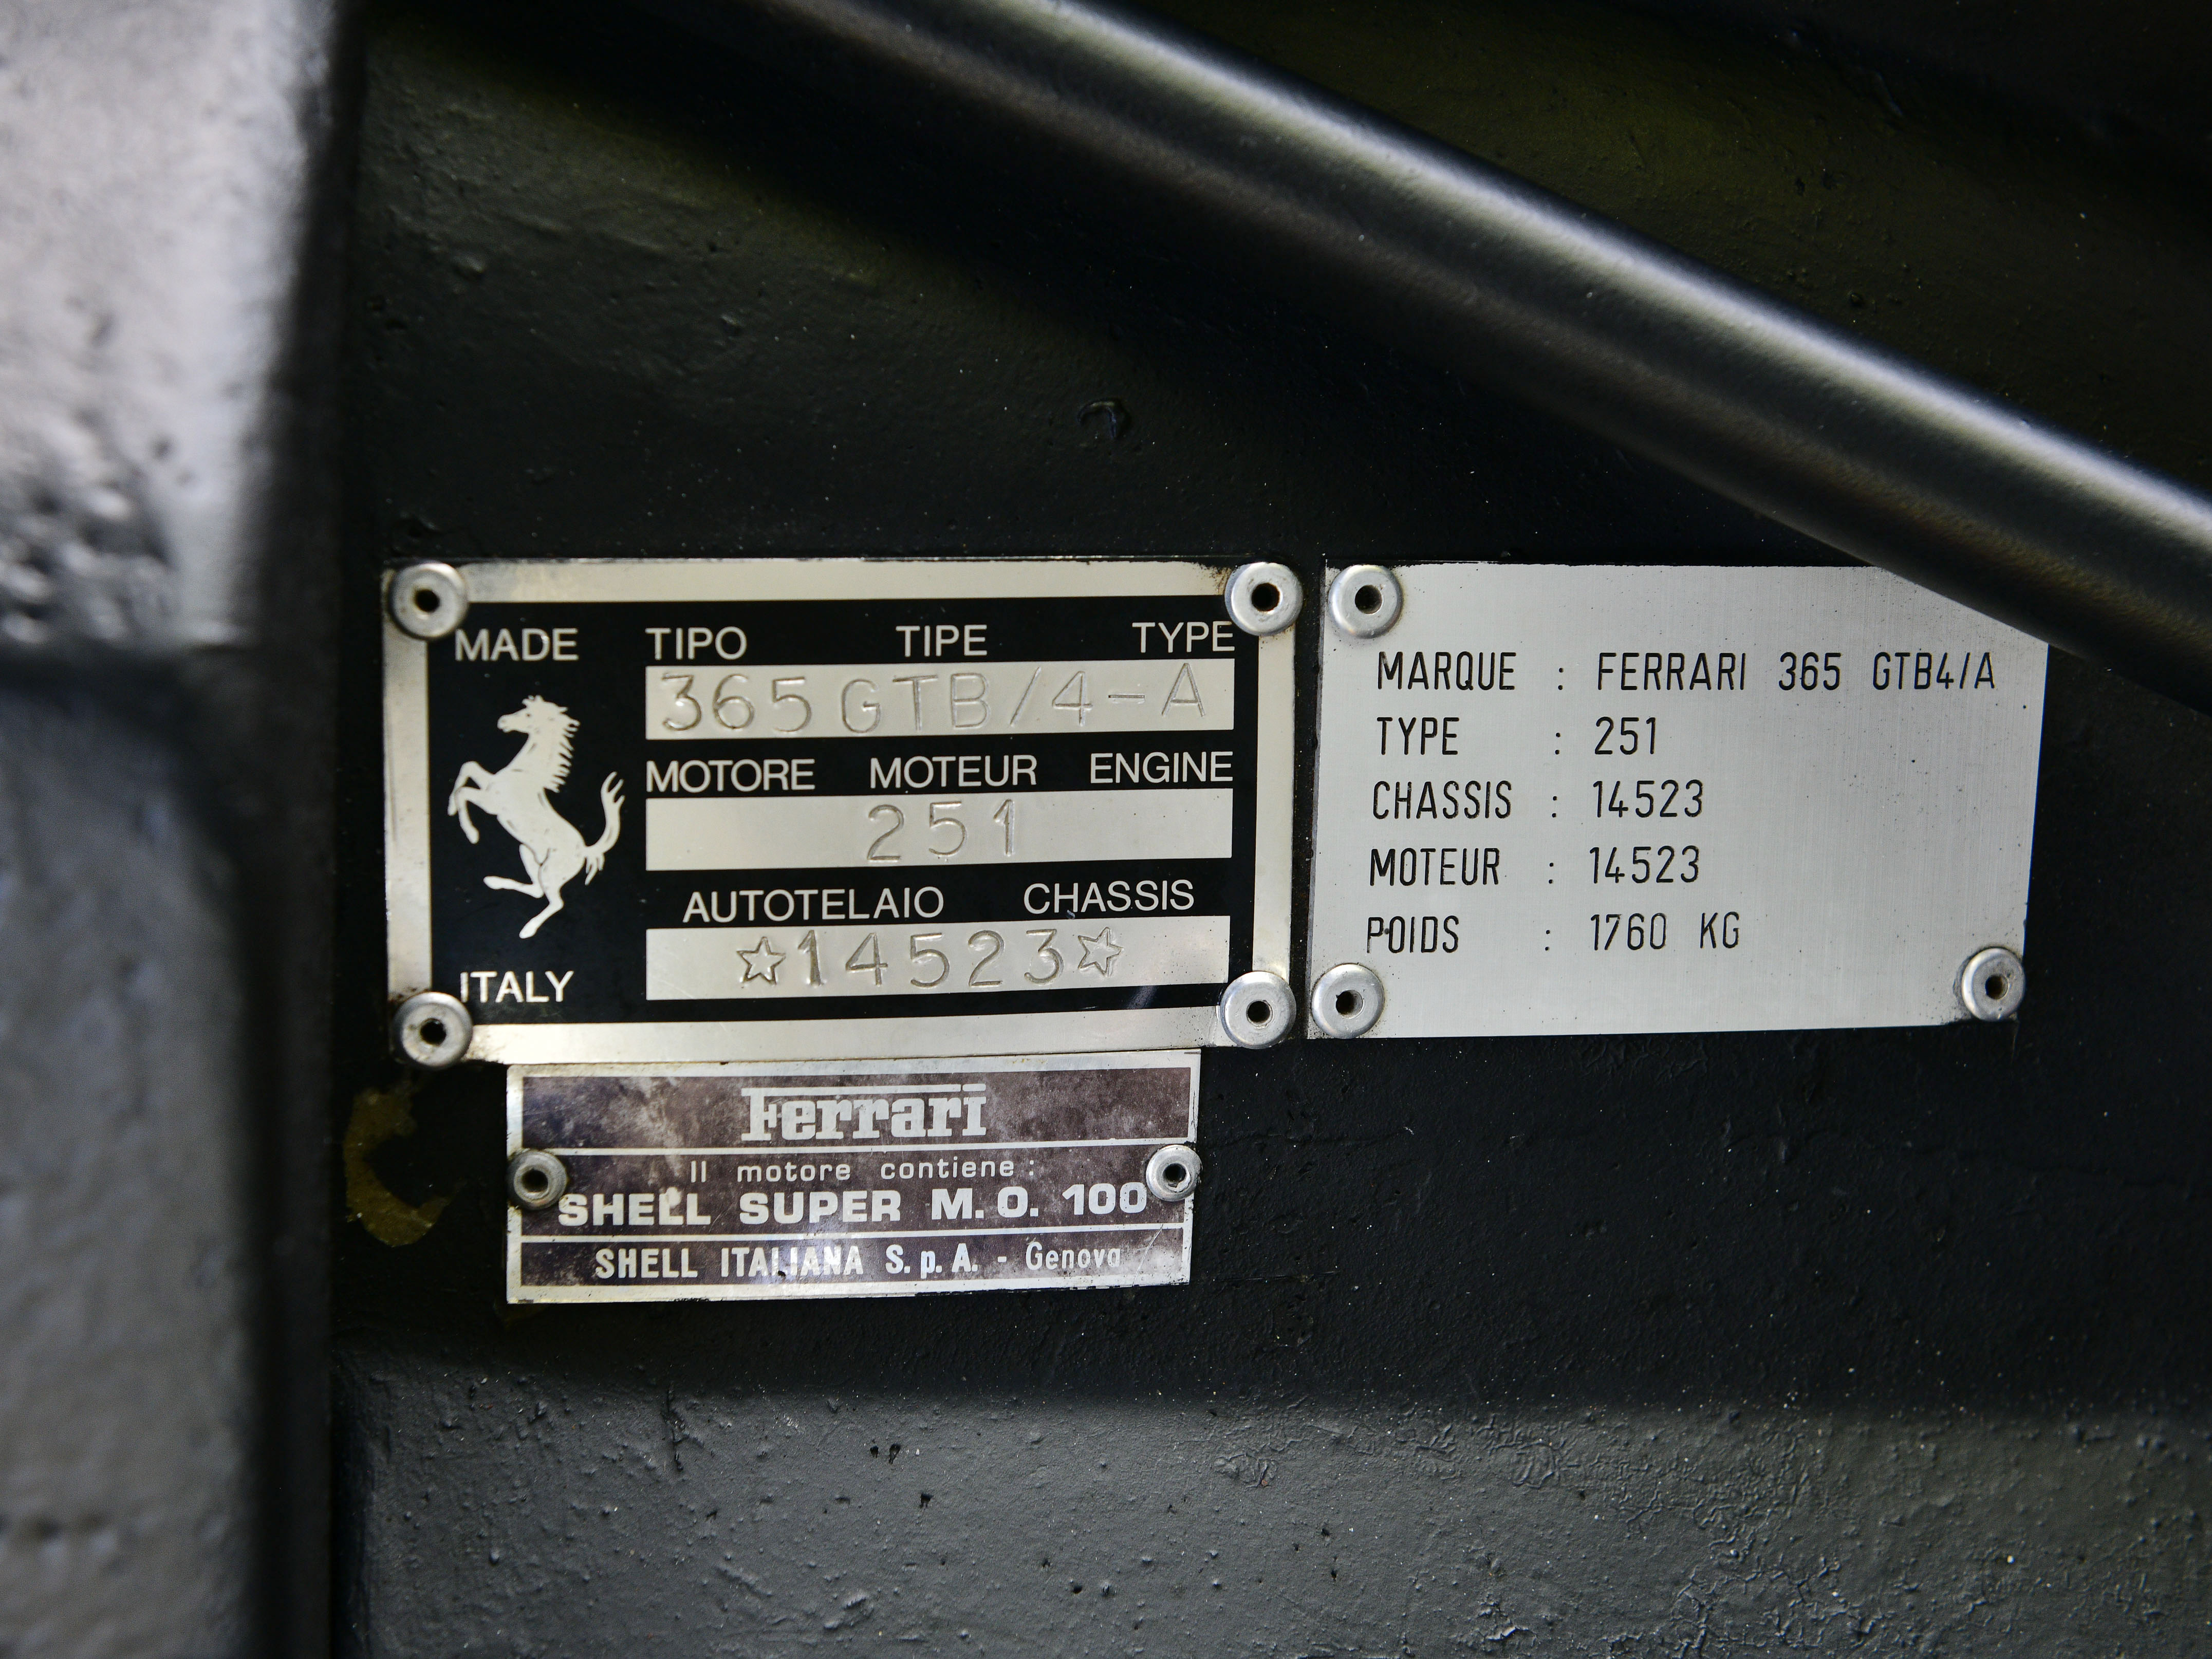 MADE TIPO TIPE TYPE
365 GTB/4-A
MOTORE MOTEUR ENGINE
251
AUTOTELAIO CHASSIS
☆14523☆
ITALY
MARQUE : FERRARI 365 GTB4/A
TYPE : 251
CHASSIS : 14523
MOTEUR : 14523
POIDS : 1760 KG
Ferrari
Il motore contiene:
SHELL SUPER M.O. 100
SHELL ITALIANA S.p.A. - Genova